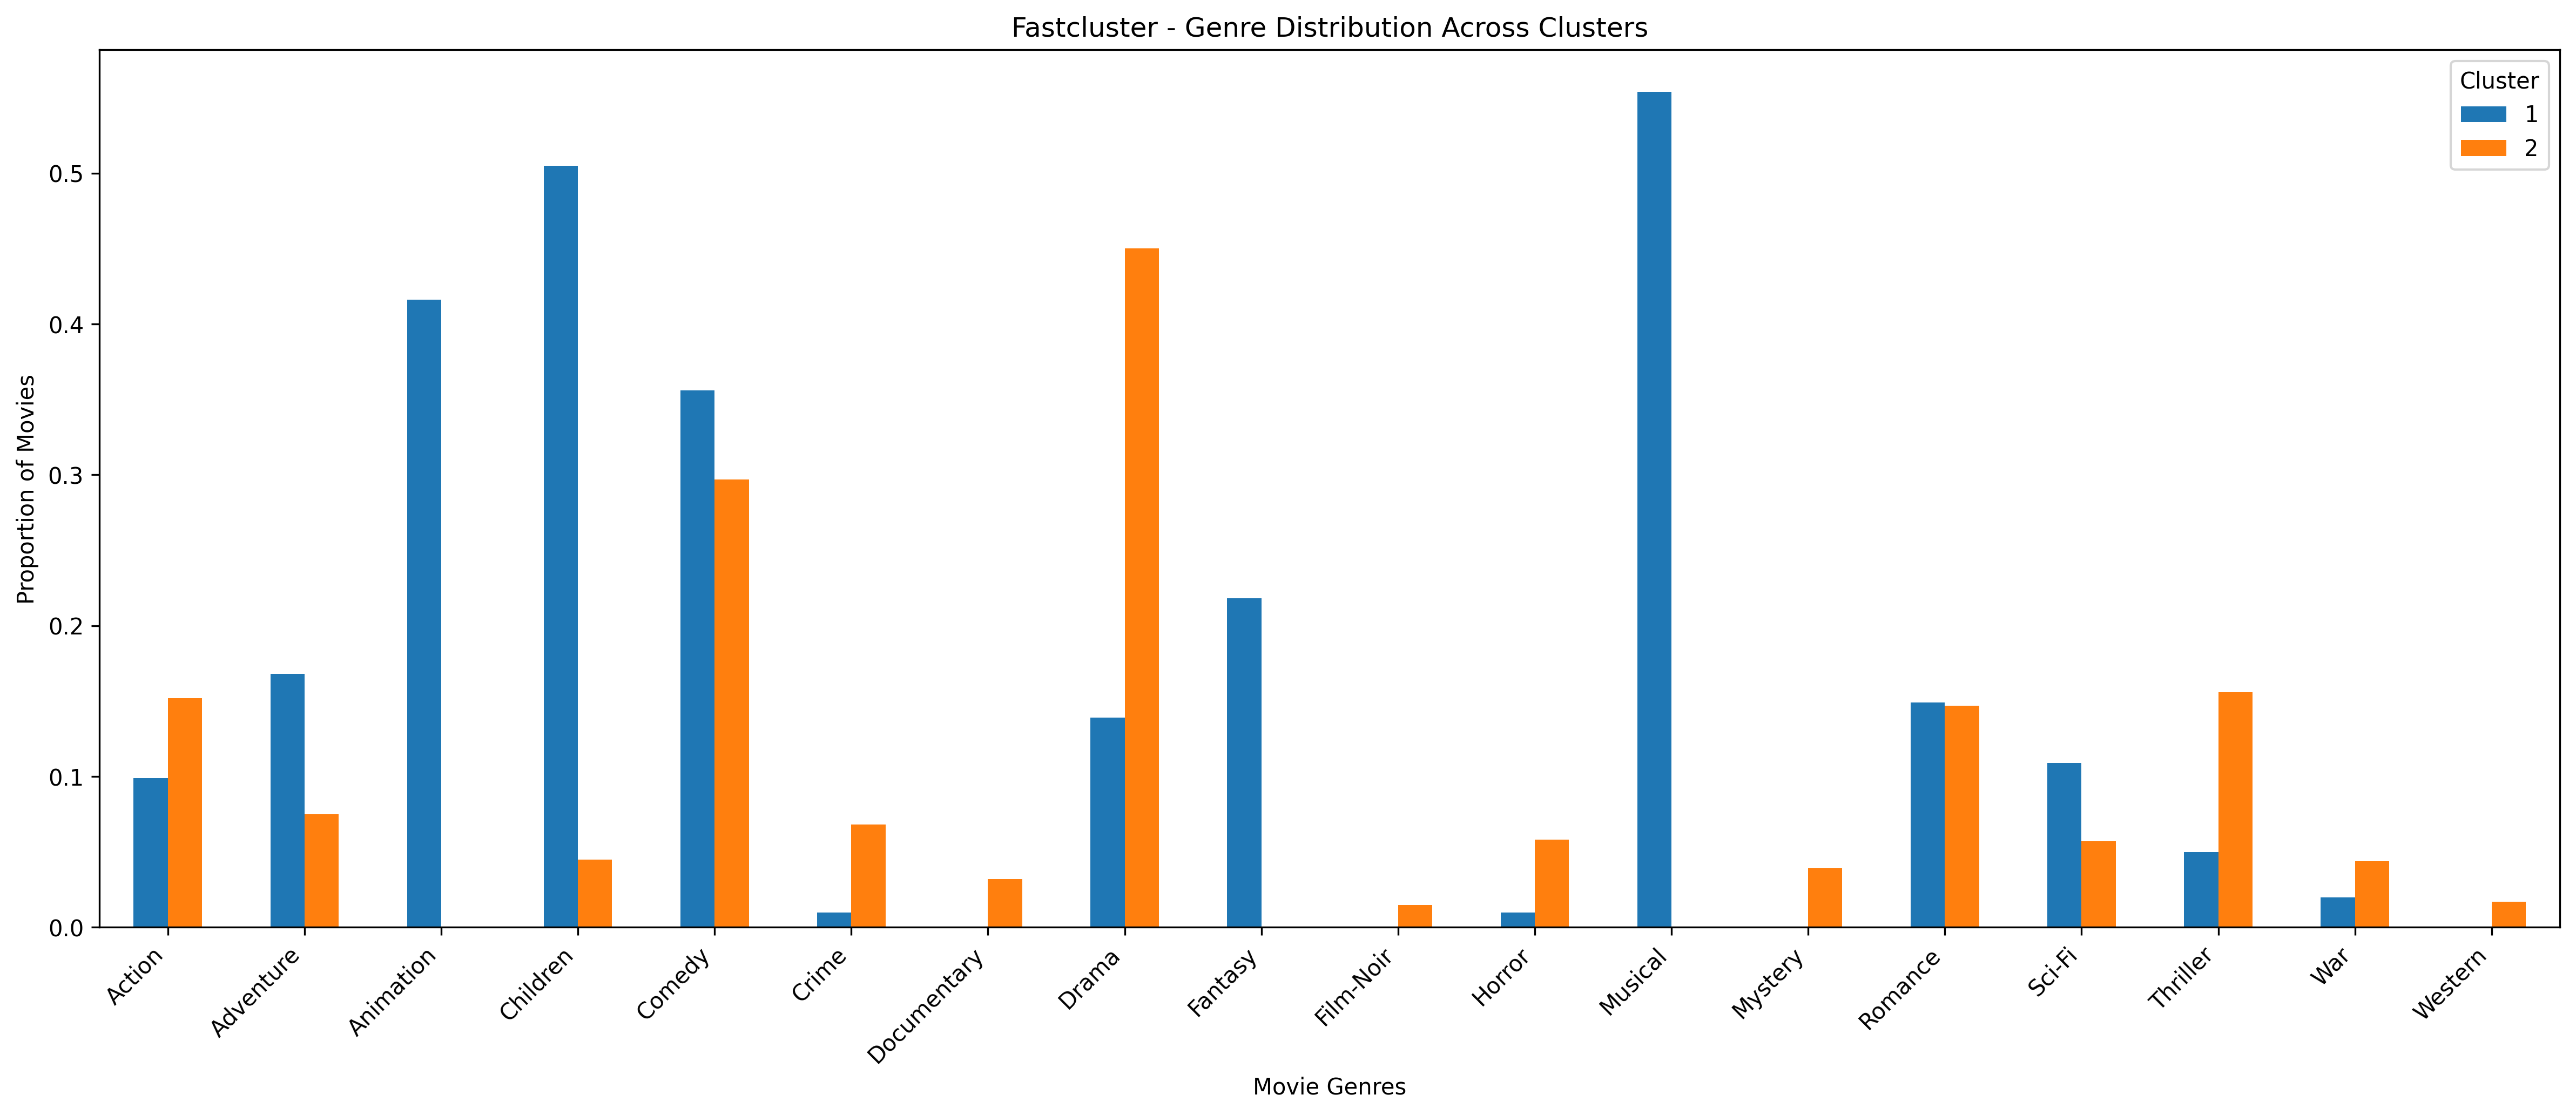 Fastcluster - Genre Distribution Across Clusters
Cluster
1
2
Proportion of Movies
0.5
0.4
0.3
0.2
0.1
0.0
Action
Adventure
Animation
Children
Comedy
Crime
Documentary
Drama
Fantasy
Film-Noir
Horror
Musical
Mystery
Romance
Sci-Fi
Thriller
War
Western
Movie Genres